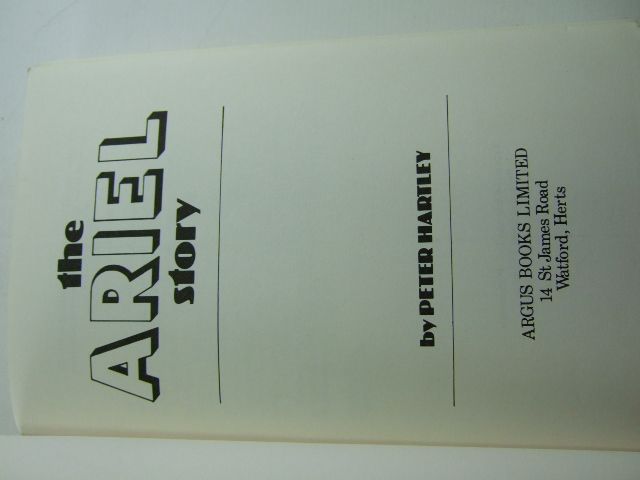 the
ARIEL
story
by PETER HARTLEY
ARGUS BOOKS LIMITED
14 St James Road
Watford, Herts